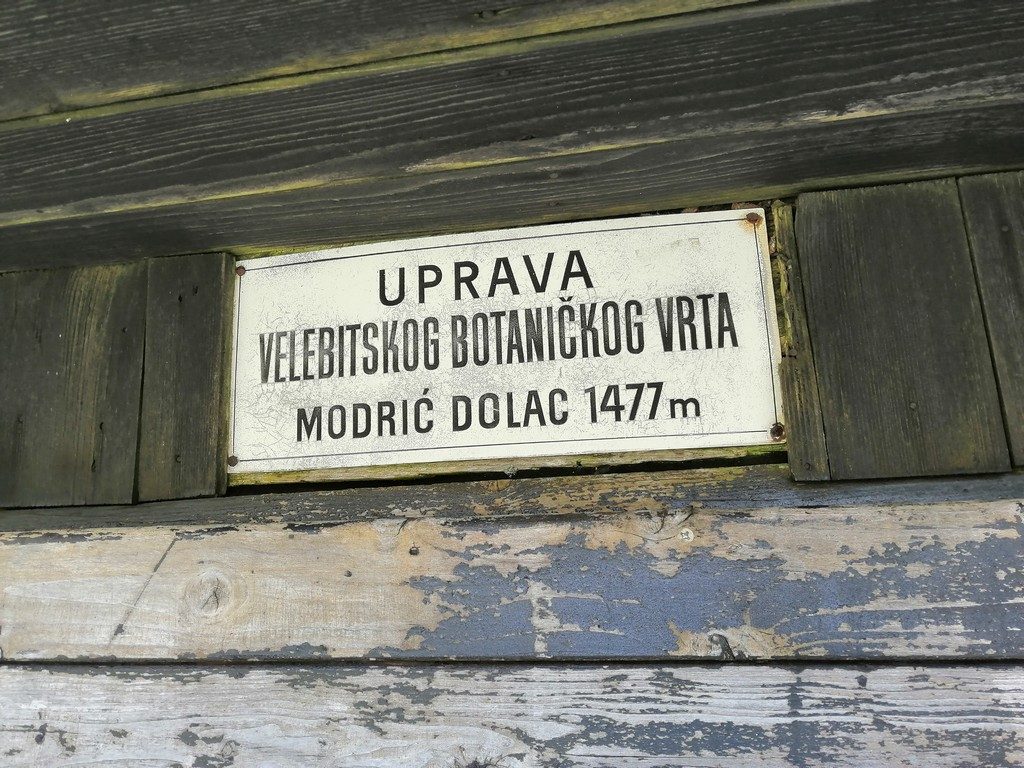 UPRAVA
VELEBITSKOG BOTANIČKOG VRTA
MODRIĆ DOLAC 1477m